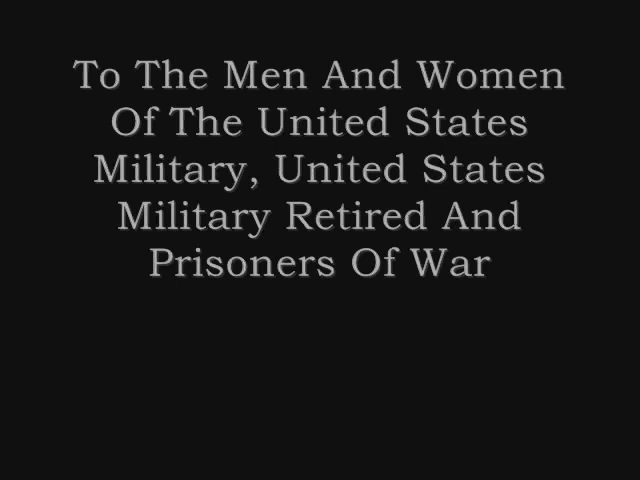 To The Men And Women
Of The United States
Military, United States
Military Retired And
Prisoners Of War